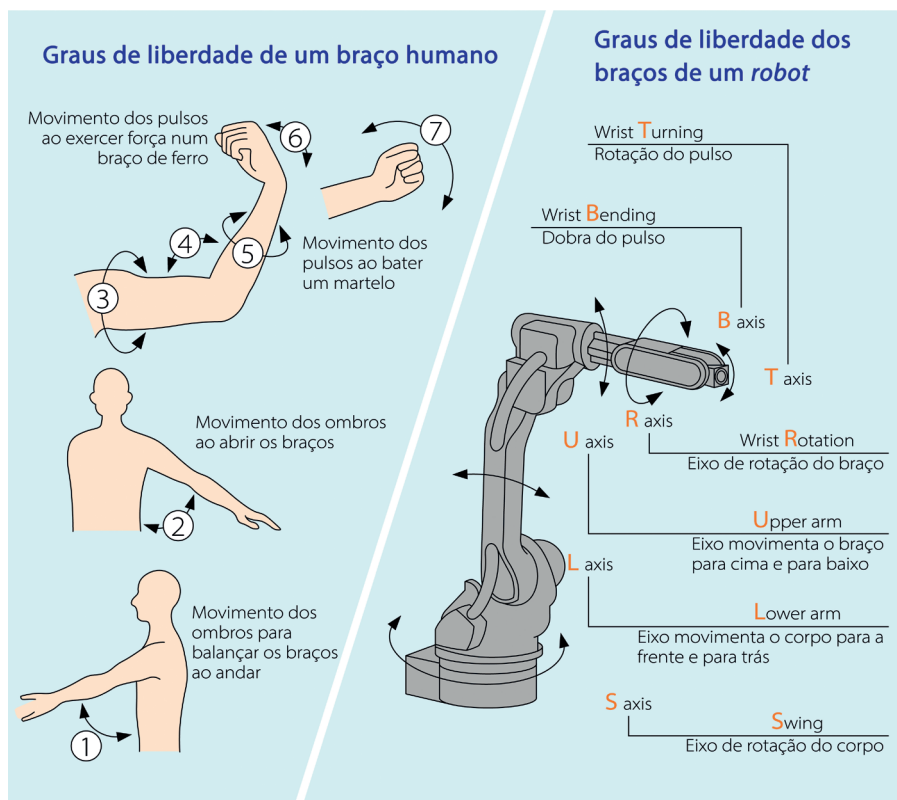 Graus de liberdade de um braço humano
Movimento dos pulsos
ao exercer força num
braço de ferro
6
7
4
5
3
Movimento dos
pulsos ao bater
um martelo
Movimento dos ombros
ao abrir os braços
2
Movimento dos
ombros para
balançar os braços
ao andar
1
Graus de liberdade dos
braços de um robot
Wrist Turning
Rotação do pulso
Wrist Bending
Dobra do pulso
B axis
T axis
R axis
Wrist Rotation
Eixo de rotação do braço
U axis
Upper arm
Eixo movimenta o braço
para cima e para baixo
L axis
Lower arm
Eixo movimenta o corpo para a
frente e para trás
S axis
Swing
Eixo de rotação do corpo